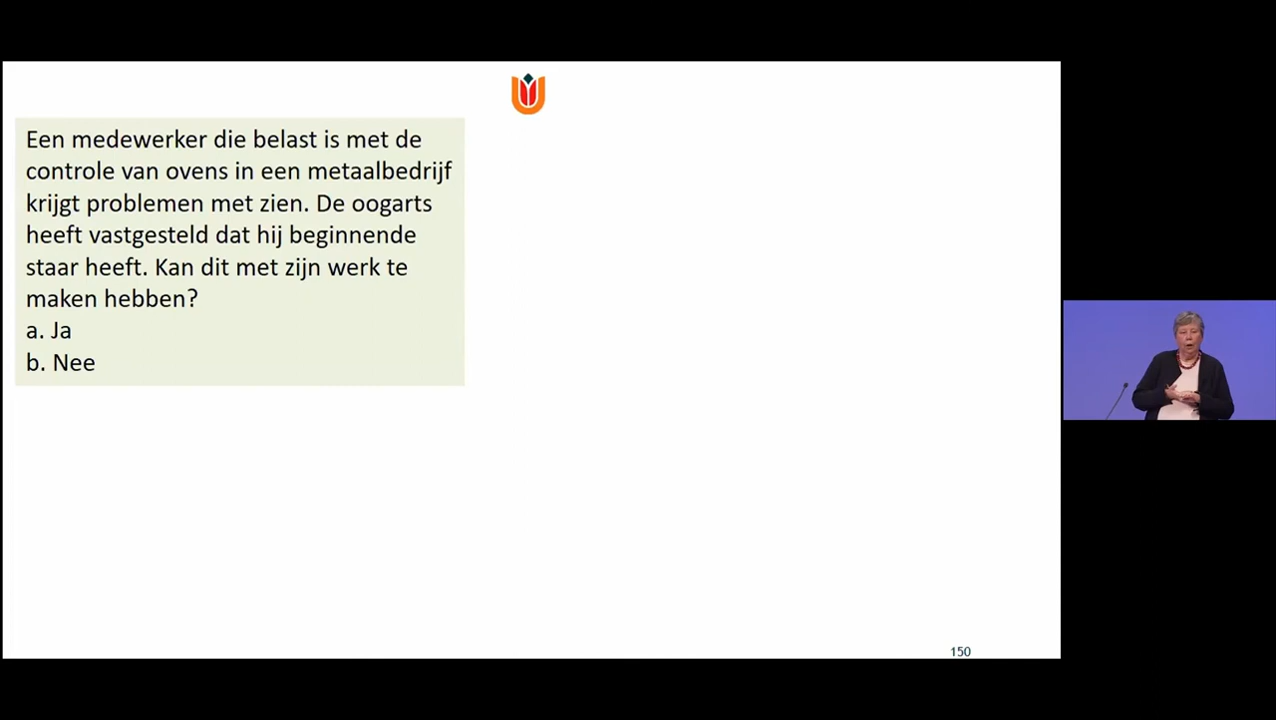 Een medewerker die belast is met de
controle van ovens in een metaalbedrijf
krijgt problemen met zien. De oogarts
heeft vastgesteld dat hij beginnende
staar heeft. Kan dit met zijn werk te
maken hebben?
a. Ja
b. Nee
150